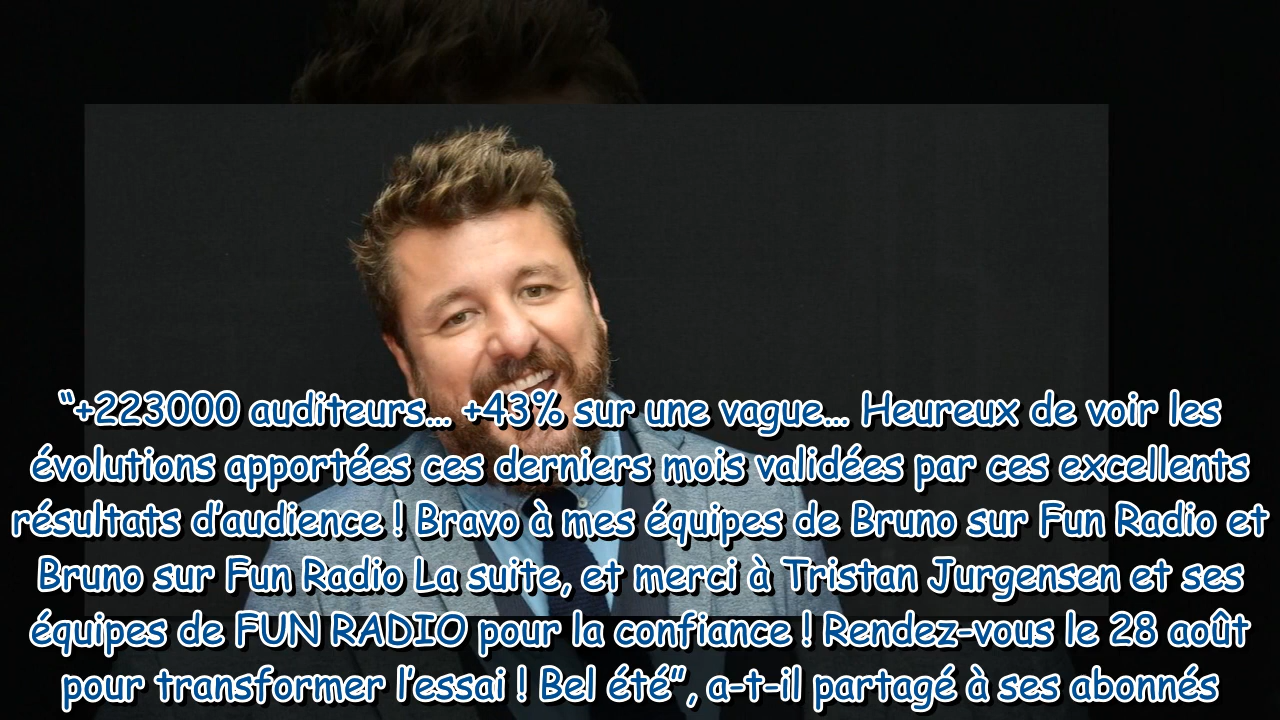 “+223000 auditeurs... +43% sur une vague... Heureux de voir les
évolutions apportées ces derniers mois validées par ces excellents
résultats d’audience ! Bravo à mes équipes de Bruno sur Fun Radio et
Bruno sur Fun Radio La suite, et merci à Tristan Jurgensen et ses
équipes de FUN RADIO pour la confiance ! Rendez-vous le 28 août
pour transformer l’essai ! Bel été”, a-t-il partagé à ses abonnés